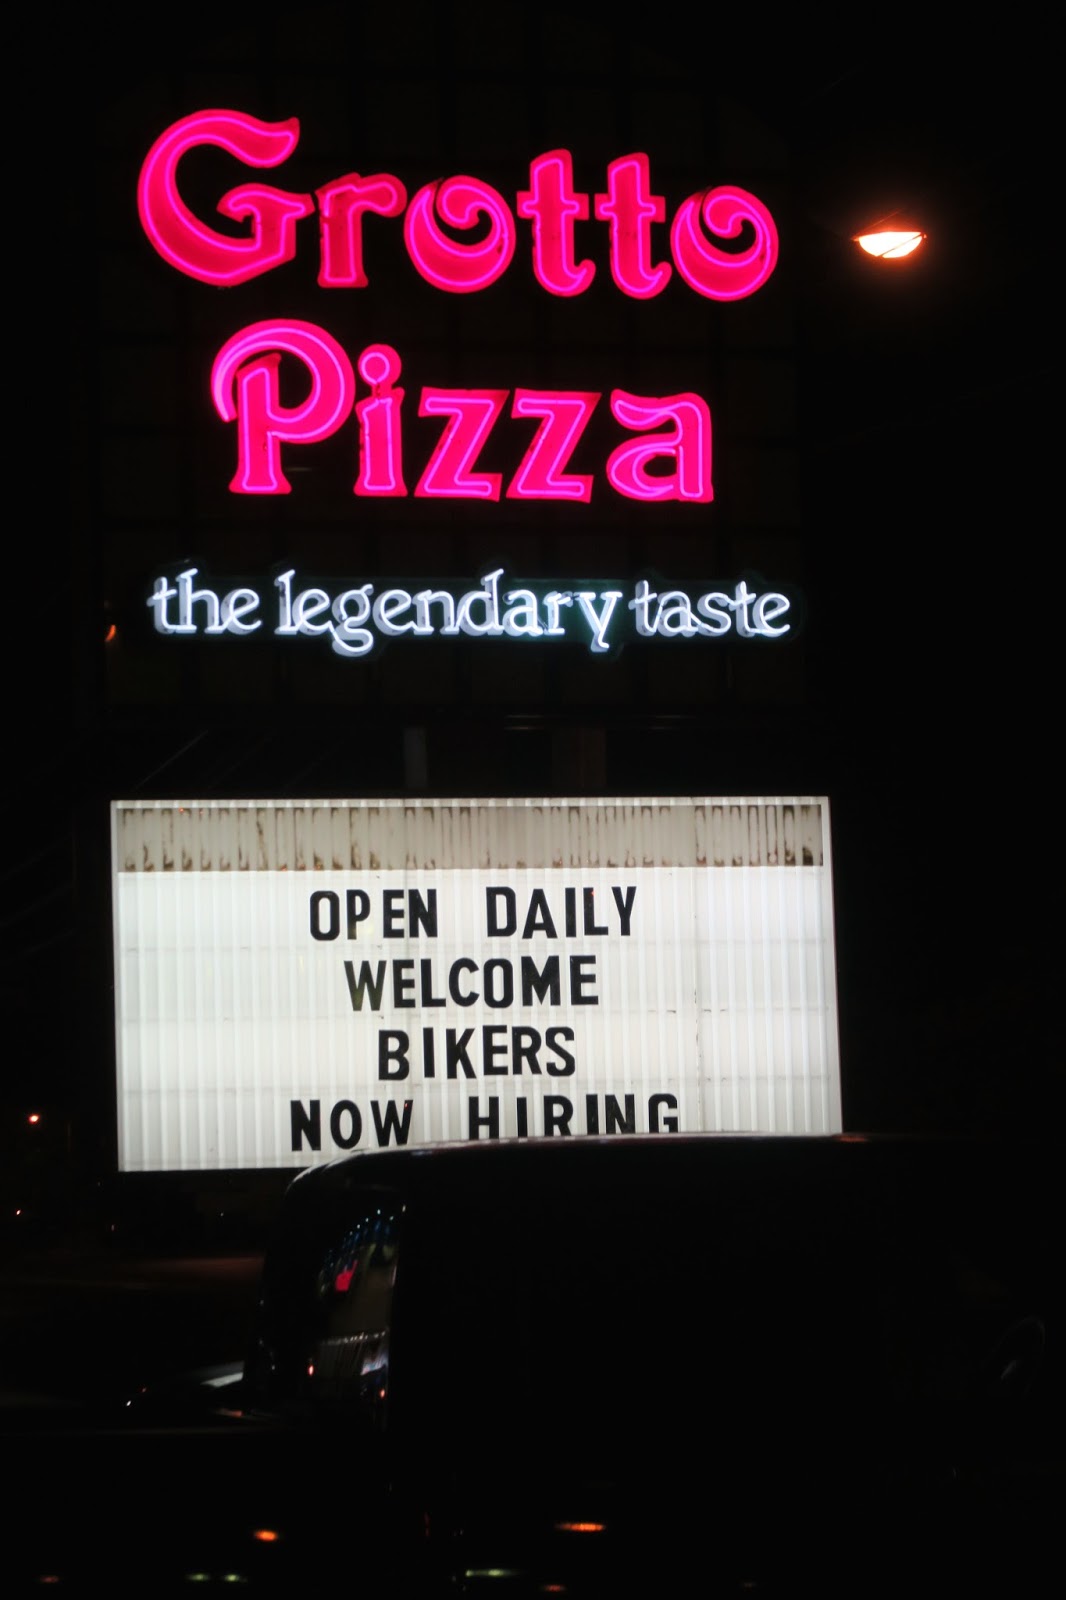 Grotto
Pizza
the legendary taste
OPEN DAILY
WELCOME
BIKERS
NOW HIRING